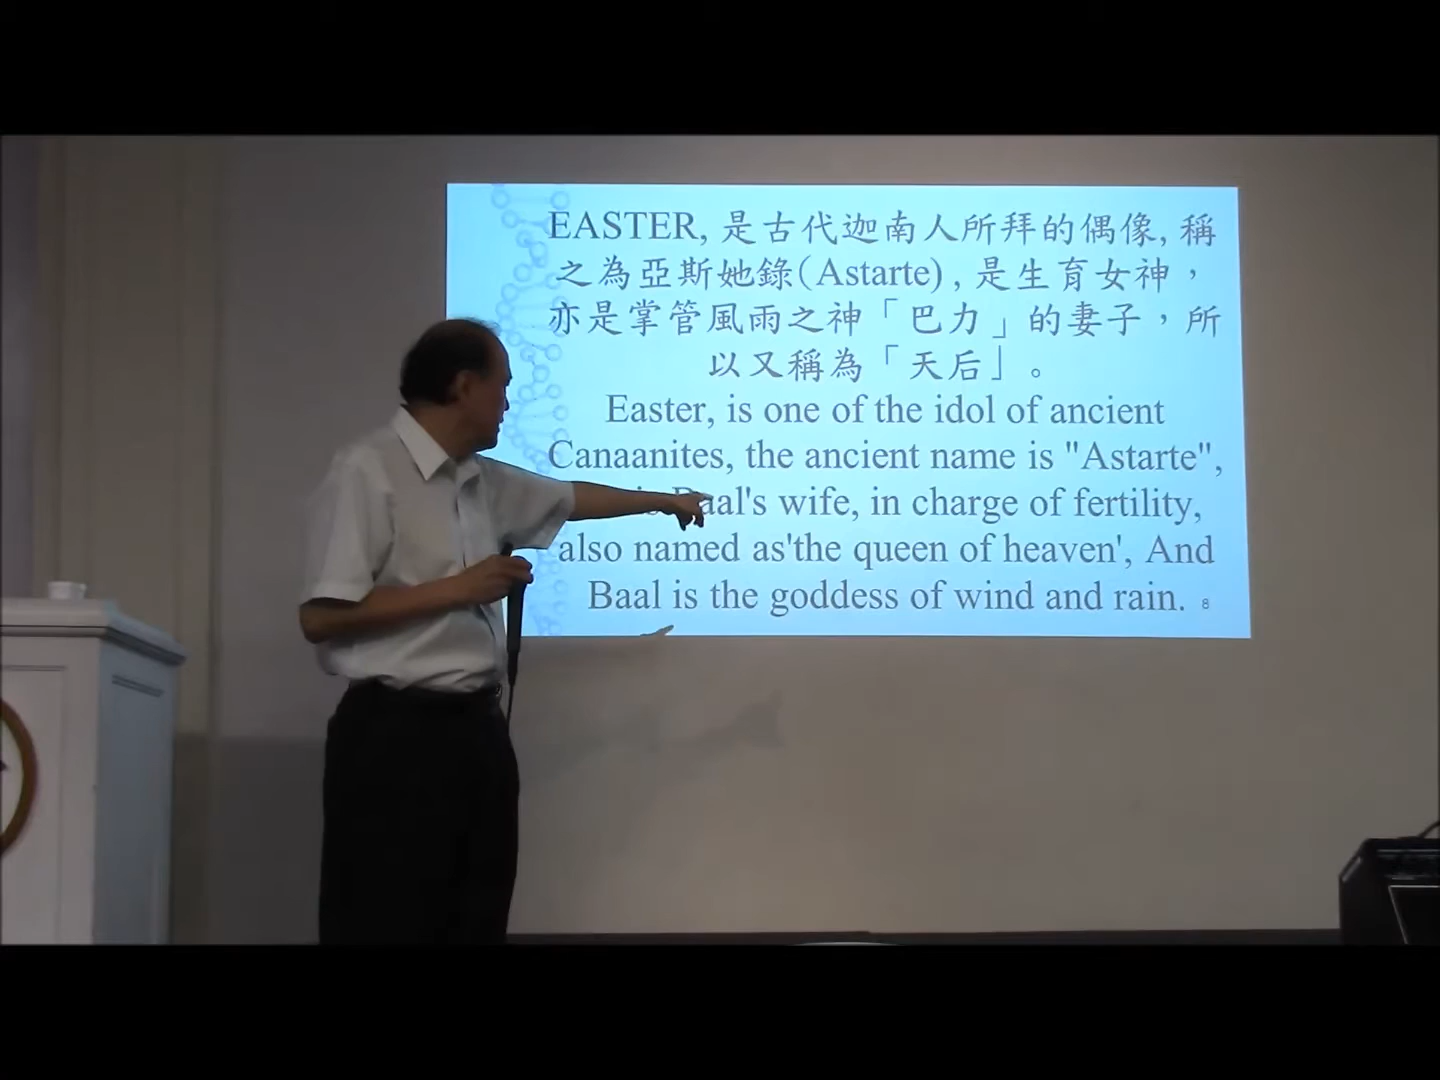 EASTER, 是古代迦南人所拜的偶像, 稱
之為亞斯她錄(Astarte) , 是生育女神，
亦是掌管風雨之神「巴力」的妻子，所
以又稱為「天后」。
Easter, is one of the idol of ancient
Canaanites, the ancient name is "Astarte",
Baal's wife, in charge of fertility,
also named as'the queen of heaven', And
Baal is the goddess of wind and rain. 8